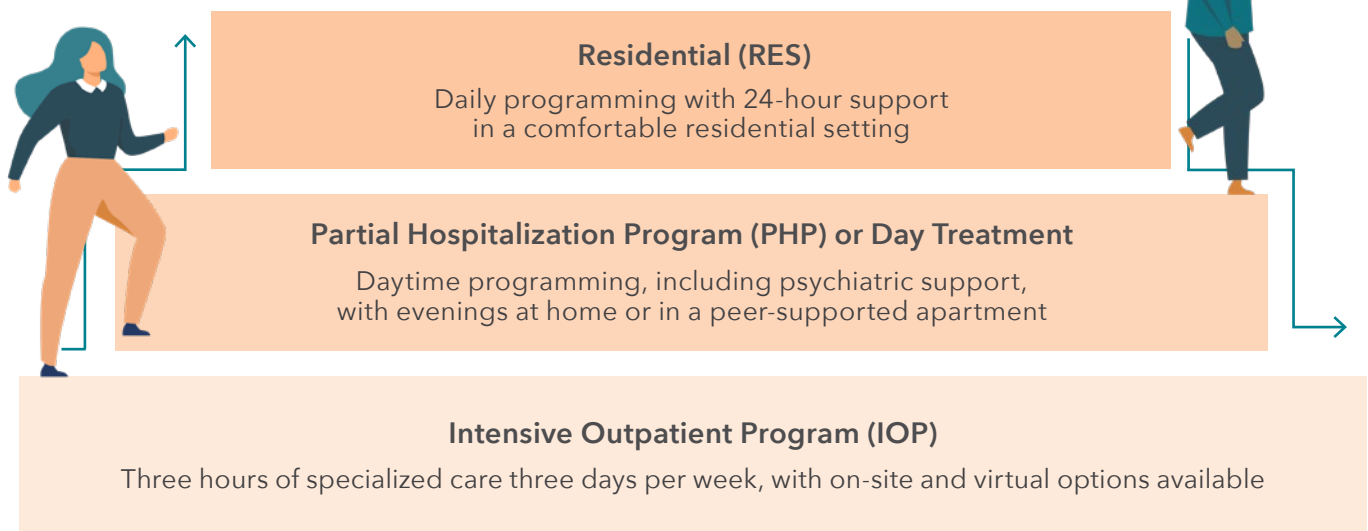 Residential (RES)
Daily programming with 24-hour support
in a comfortable residential setting
Partial Hospitalization Program (PHP) or Day Treatment
Daytime programming, including psychiatric support,
with evenings at home or in a peer-supported apartment
Intensive Outpatient Program (IOP)
Three hours of specialized care three days per week, with on-site and virtual options available